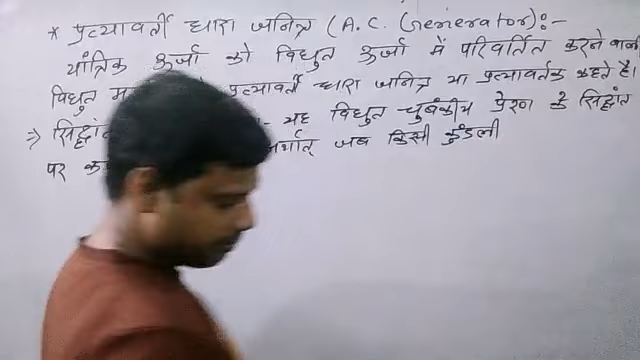 * प्रत्यावर्ती धारा जनित्र (A.C. Generator):-
यांत्रिक ऊर्जा को विधुत ऊर्जा में परिवर्तित करने वाली
विधुत प्रत्यावर्ती धारा जनित्र या प्रत्यावर्तक कहते है।
⇒ सिद्धांत - यह विधुत चुबंकीय प्रेरण के सिद्धांत
पर अर्थात् जब किसी कुंडली